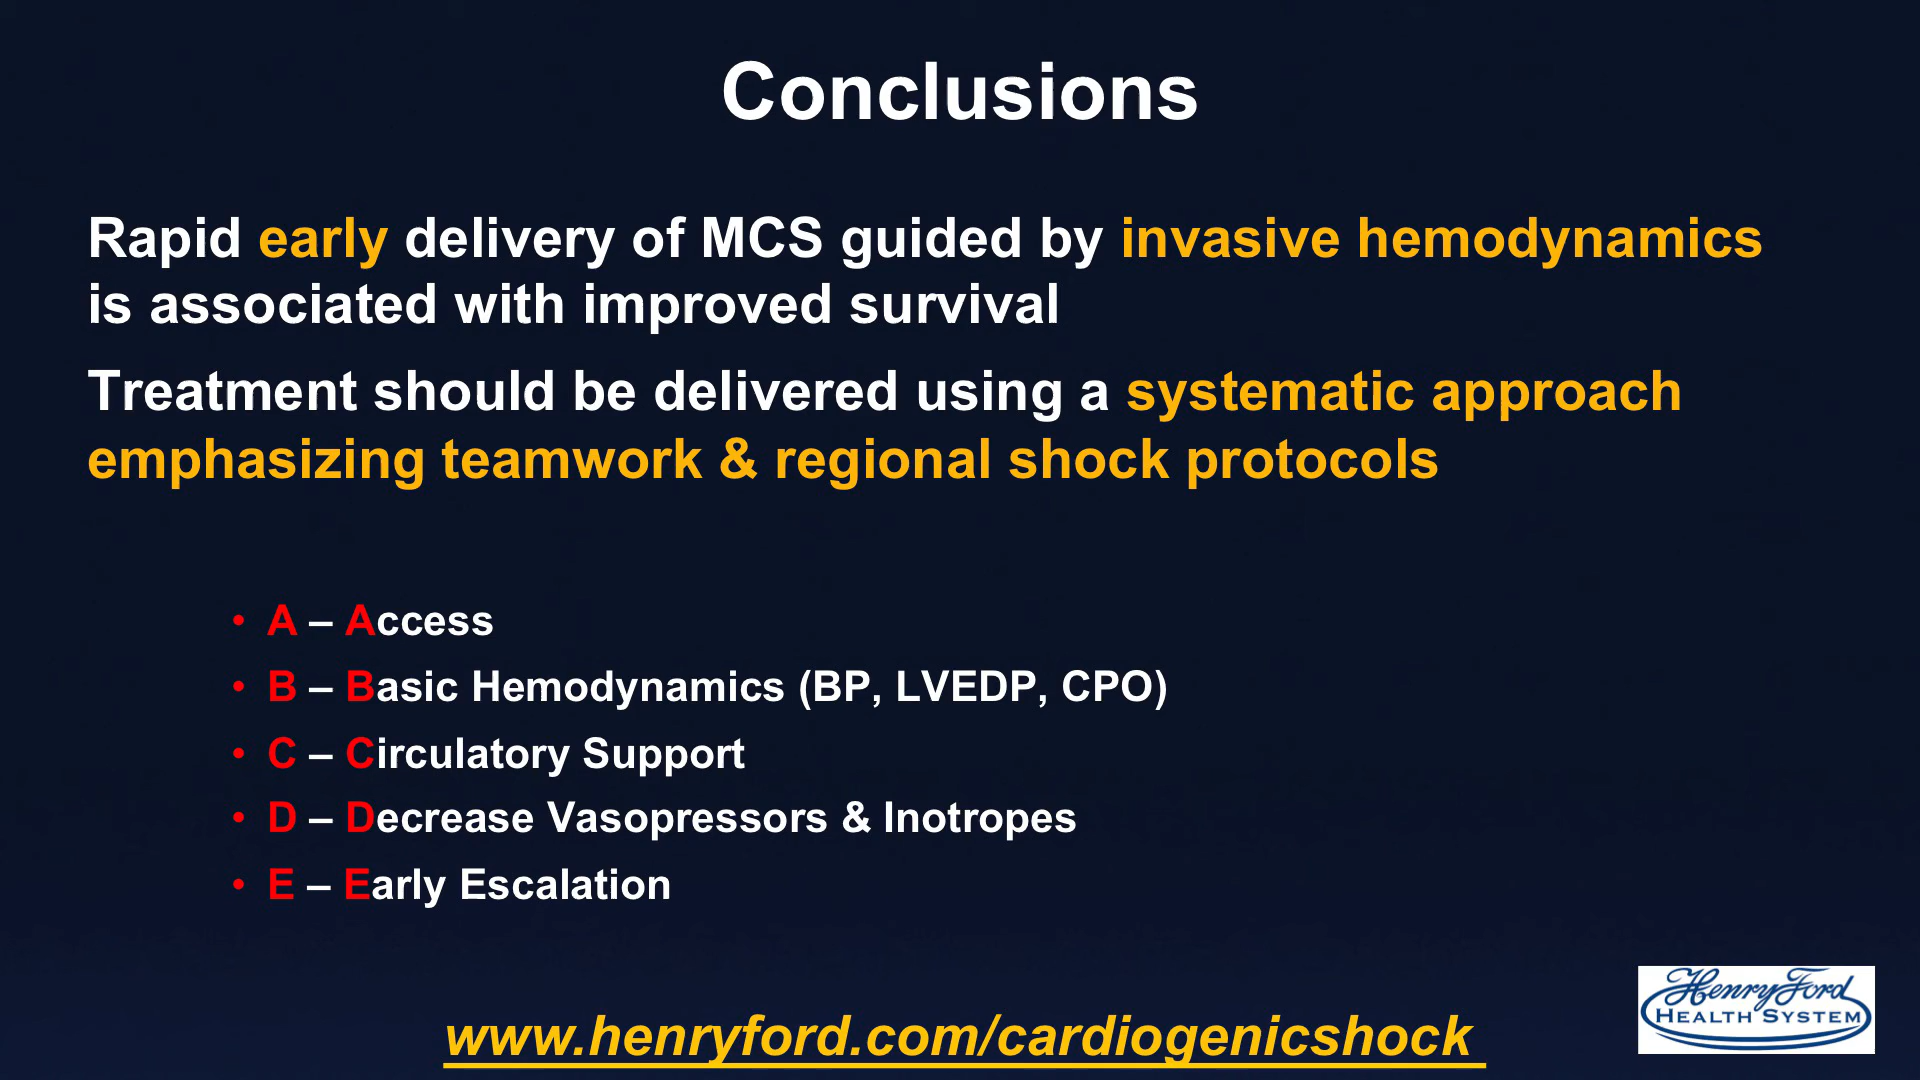 Conclusions
Rapid early delivery of MCS guided by invasive hemodynamics
is associated with improved survival
Treatment should be delivered using a systematic approach
emphasizing teamwork & regional shock protocols
• A – Access
• B – Basic Hemodynamics (BP, LVEDP, CPO)
• C – Circulatory Support
• D – Decrease Vasopressors & Inotropes
• E – Early Escalation
www.henryford.com/cardiogenicshock
Henry Ford
HEALTH SYSTEM